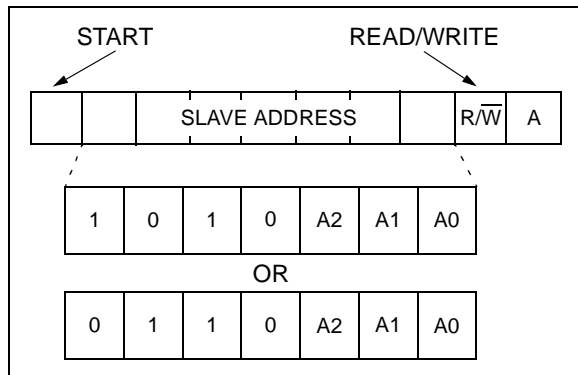 START READ/WRITE
SLAVE ADDRESS R/W̅ A
1 0 1 0 A2 A1 A0
OR
0 1 1 0 A2 A1 A0